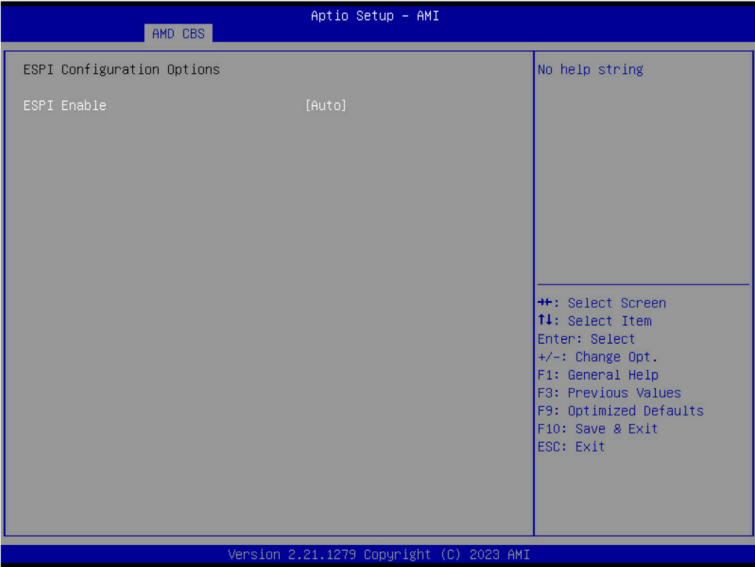 Aptio Setup - AMI
AMD CBS
ESPI Configuration Options
ESPI Enable [Auto]
No help string
→←: Select Screen
↑↓: Select Item
Enter: Select
+/-: Change Opt.
F1: General Help
F3: Previous Values
F9: Optimized Defaults
F10: Save & Exit
ESC: Exit
Version 2.21.1279 Copyright (C) 2023 AMI